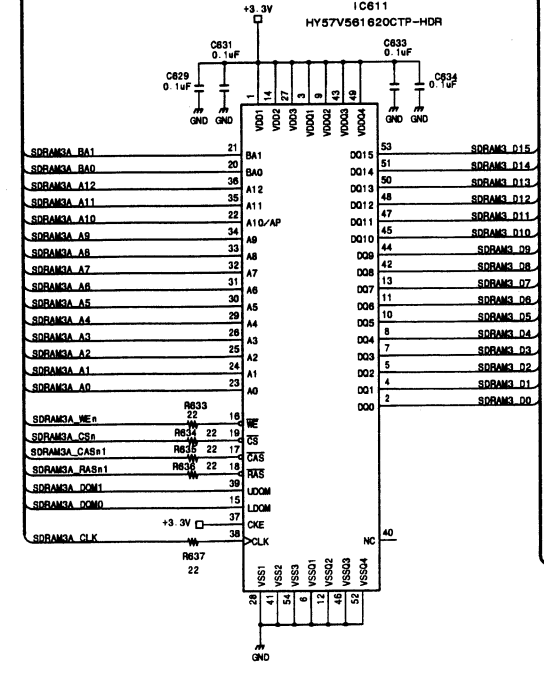 IC611
+3.3V
HY57V561620CTP-HDR
C631
0.1uF
C633
0.1uF
C629
0.1uF
C634
0.1uF
GND GND GND GND
1 14 27 3 9 43 49
VDD1 VDD2 VDD3 VDDQ1 VDDQ2 VDDQ3 VDDQ4
SDRAM3A_BA1 21 BA1 DQ15 53 SDRAM3_D15
SDRAM3A_BA0 20 BA0 DQ14 51 SDRAM3_D14
SDRAM3A_A12 36 A12 DQ13 50 SDRAM3_D13
SDRAM3A_A11 35 A11 DQ12 48 SDRAM3_D12
SDRAM3A_A10 22 A10/AP DQ11 47 SDRAM3_D11
SDRAM3A_A9 34 A9 DQ10 45 SDRAM3_D10
SDRAM3A_A8 33 A8 DQ9 44 SDRAM3_D9
SDRAM3A_A7 32 A7 DQ8 42 SDRAM3_D8
SDRAM3A_A6 31 A6 DQ7 13 SDRAM3_D7
SDRAM3A_A5 30 A5 DQ6 11 SDRAM3_D6
SDRAM3A_A4 29 A4 DQ5 10 SDRAM3_D5
SDRAM3A_A3 26 A3 DQ4 8 SDRAM3_D4
SDRAM3A_A2 25 A2 DQ3 7 SDRAM3_D3
SDRAM3A_A1 24 A1 DQ2 5 SDRAM3_D2
SDRAM3A_A0 23 A0 DQ1 4 SDRAM3_D1
DQ0 2 SDRAM3_D0
R633
SDRAM3A_WEn 22 16 WE
SDRAM3A_CSn R634 22 19 CS
SDRAM3A_CASn1 R635 22 17 CAS
SDRAM3A_RASn1 R636 22 18 RAS
SDRAM3A_DQM1 39 UDQM
SDRAM3A_DQM0 15 LDQM
+3.3V 37 CKE
SDRAM3A_CLK 38 CLK NC 40
R637
22
VSS1 VSS2 VSS3 VSSQ1 VSSQ2 VSSQ3 VSSQ4
28 41 54 6 12 46 52
GND